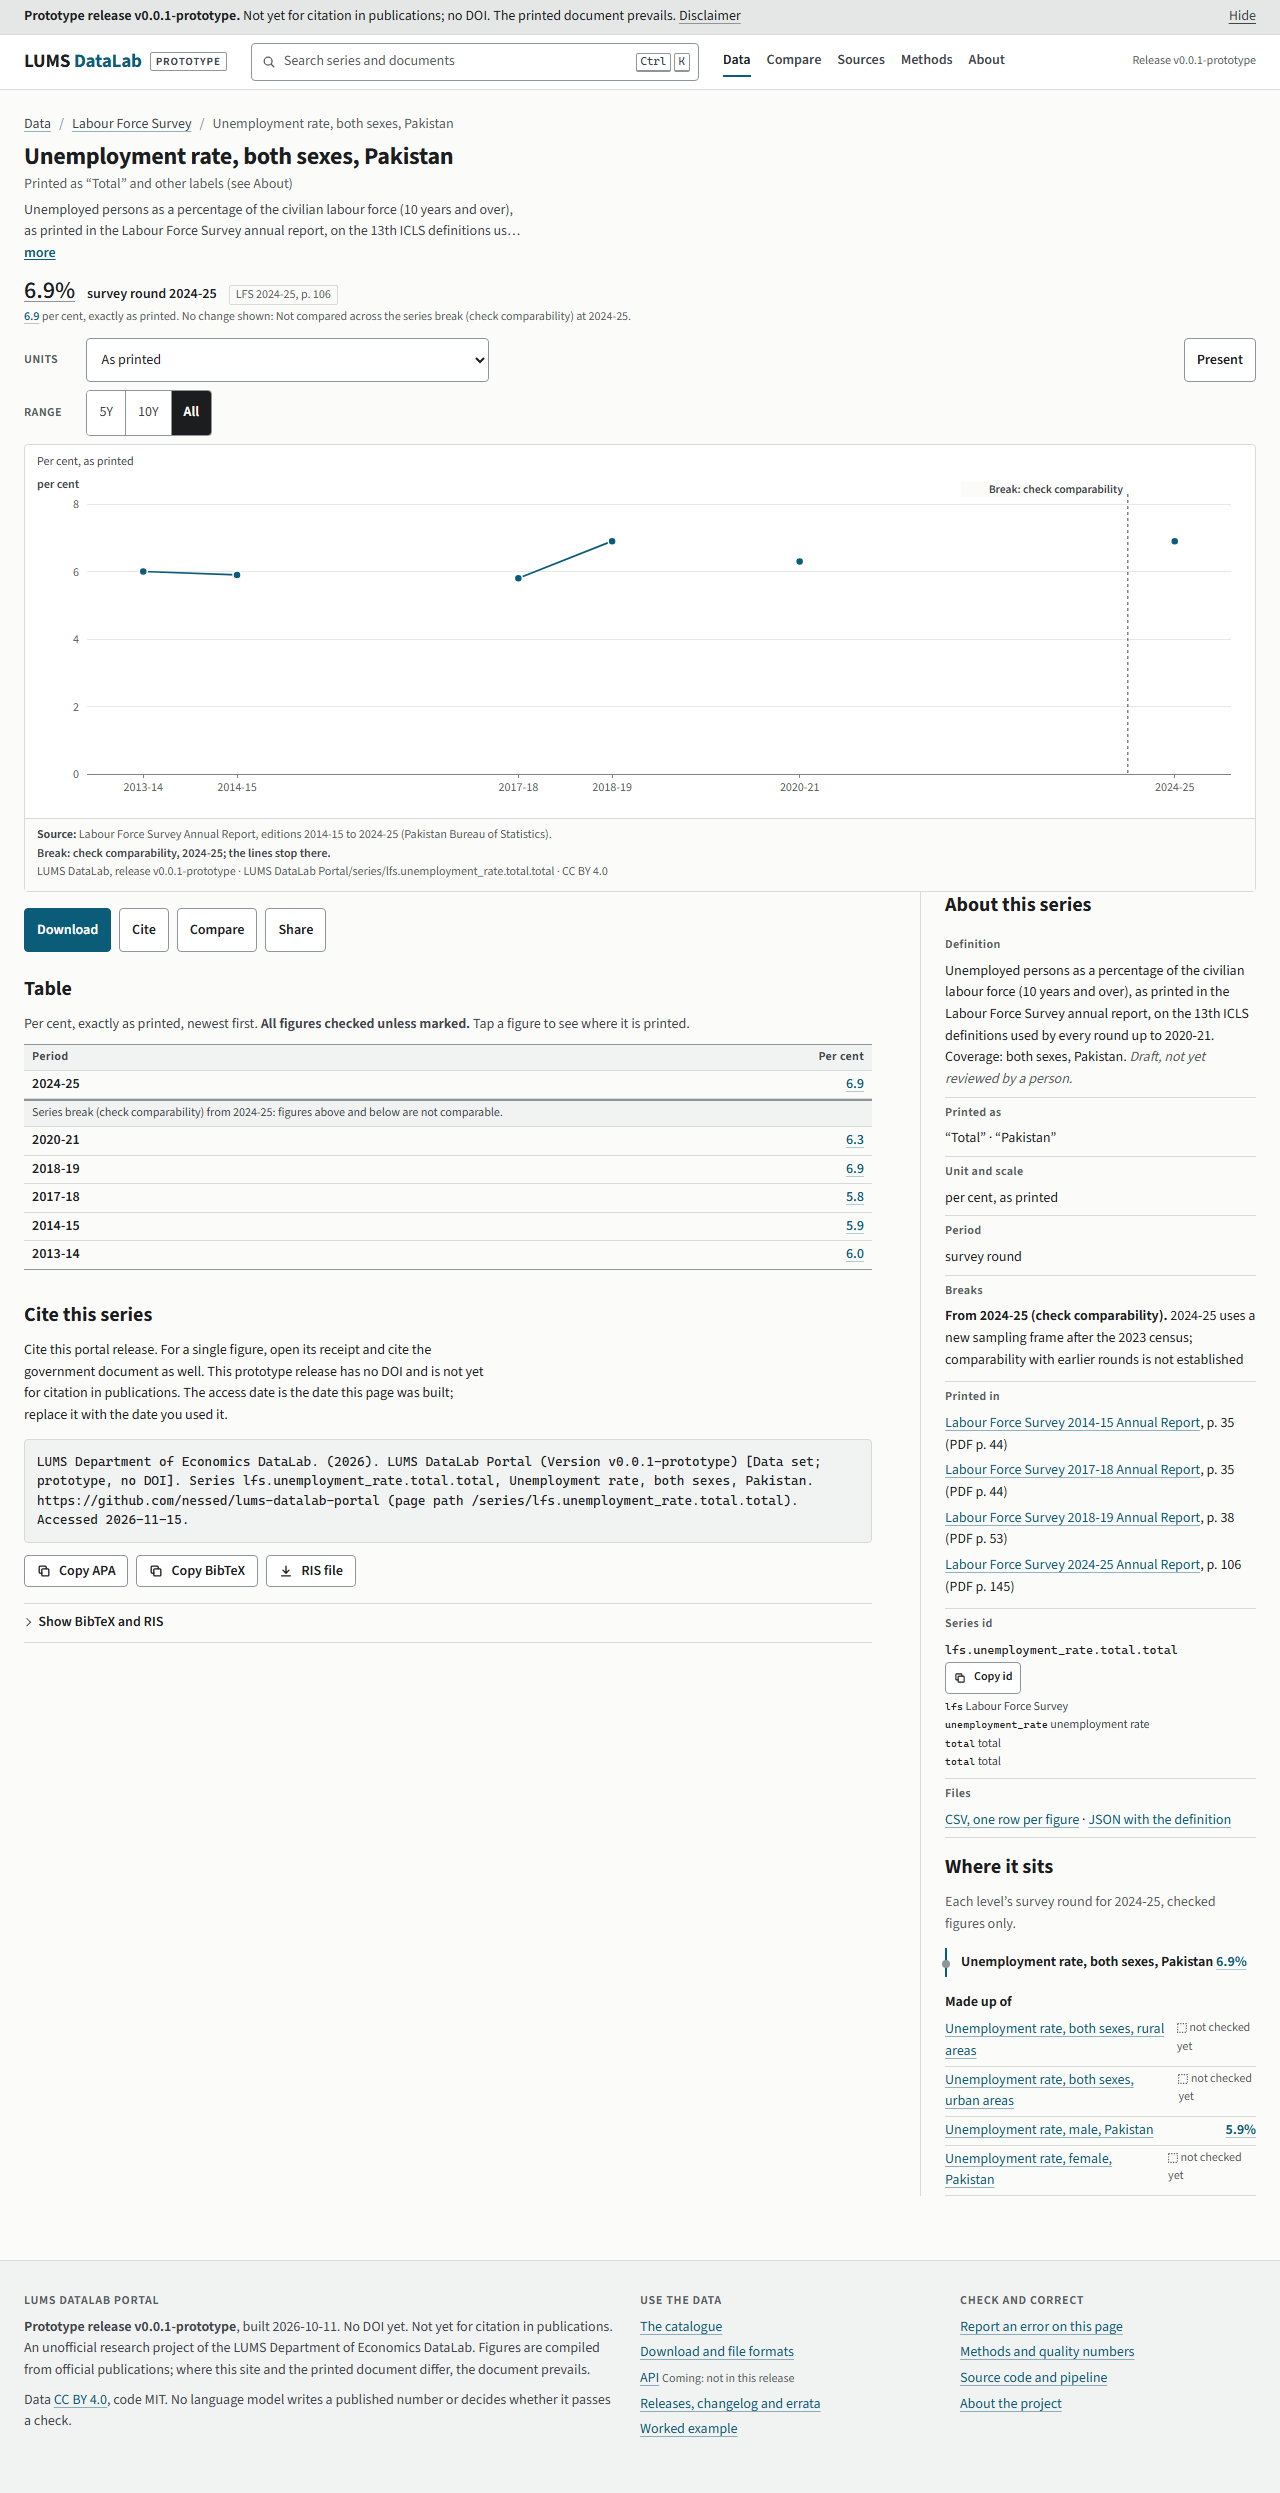 Prototype release v0.0.1-prototype. Not yet for citation in publications; no DOI. The printed document prevails. Disclaimer
Hide
LUMS DataLab PROTOTYPE
Search series and documents Ctrl K
Data Compare Sources Methods About
Release v0.0.1-prototype
Data / Labour Force Survey / Unemployment rate, both sexes, Pakistan
Unemployment rate, both sexes, Pakistan
Printed as “Total” and other labels (see About)
Unemployed persons as a percentage of the civilian labour force (10 years and over),
as printed in the Labour Force Survey annual report, on the 13th ICLS definitions us…
more
6.9% survey round 2024-25 LFS 2024-25, p. 106
6.9 per cent, exactly as printed. No change shown: Not compared across the series break (check comparability) at 2024-25.
UNITS As printed Present
RANGE 5Y 10Y All
Per cent, as printed
per cent
Break: check comparability
8
6
4
2
0
2013-14 2014-15 2017-18 2018-19 2020-21 2024-25
Source: Labour Force Survey Annual Report, editions 2014-15 to 2024-25 (Pakistan Bureau of Statistics).
Break: check comparability, 2024-25; the lines stop there.
LUMS DataLab, release v0.0.1-prototype · LUMS DataLab Portal/series/lfs.unemployment_rate.total.total · CC BY 4.0
Download Cite Compare Share
Table
Per cent, exactly as printed, newest first. All figures checked unless marked. Tap a figure to see where it is printed.
Period Per cent
2024-25 6.9
Series break (check comparability) from 2024-25: figures above and below are not comparable.
2020-21 6.3
2018-19 6.9
2017-18 5.8
2014-15 5.9
2013-14 6.0
Cite this series
Cite this portal release. For a single figure, open its receipt and cite the
government document as well. This prototype release has no DOI and is not yet
for citation in publications. The access date is the date this page was built;
replace it with the date you used it.
LUMS Department of Economics DataLab. (2026). LUMS DataLab Portal (Version v0.0.1-prototype) [Data set;
prototype, no DOI]. Series lfs.unemployment_rate.total.total, Unemployment rate, both sexes, Pakistan.
https://github.com/nessed/lums-datalab-portal (page path /series/lfs.unemployment_rate.total.total).
Accessed 2026-11-15.
Copy APA Copy BibTeX RIS file
Show BibTeX and RIS
About this series
Definition
Unemployed persons as a percentage of the civilian
labour force (10 years and over), as printed in the
Labour Force Survey annual report, on the 13th ICLS
definitions used by every round up to 2020-21.
Coverage: both sexes, Pakistan. Draft, not yet
reviewed by a person.
Printed as
“Total” · “Pakistan”
Unit and scale
per cent, as printed
Period
survey round
Breaks
From 2024-25 (check comparability). 2024-25 uses a
new sampling frame after the 2023 census;
comparability with earlier rounds is not established
Printed in
Labour Force Survey 2014-15 Annual Report, p. 35
(PDF p. 44)
Labour Force Survey 2017-18 Annual Report, p. 35
(PDF p. 44)
Labour Force Survey 2018-19 Annual Report, p. 38
(PDF p. 53)
Labour Force Survey 2024-25 Annual Report, p. 106
(PDF p. 145)
Series id
lfs.unemployment_rate.total.total
Copy id
lfs Labour Force Survey
unemployment_rate unemployment rate
total total
total total
Files
CSV, one row per figure · JSON with the definition
Where it sits
Each level’s survey round for 2024-25, checked
figures only.
Unemployment rate, both sexes, Pakistan 6.9%
Made up of
Unemployment rate, both sexes, rural
areas
not checked
yet
Unemployment rate, both sexes,
urban areas
not checked
yet
Unemployment rate, male, Pakistan 5.9%
Unemployment rate, female,
Pakistan
not checked
yet
LUMS DATALAB PORTAL
Prototype release v0.0.1-prototype, built 2026-10-11. No DOI yet. Not yet for citation in publications.
An unofficial research project of the LUMS Department of Economics DataLab. Figures are compiled
from official publications; where this site and the printed document differ, the document prevails.
Data CC BY 4.0, code MIT. No language model writes a published number or decides whether it passes
a check.
USE THE DATA
The catalogue
Download and file formats
API Coming: not in this release
Releases, changelog and errata
Worked example
CHECK AND CORRECT
Report an error on this page
Methods and quality numbers
Source code and pipeline
About the project